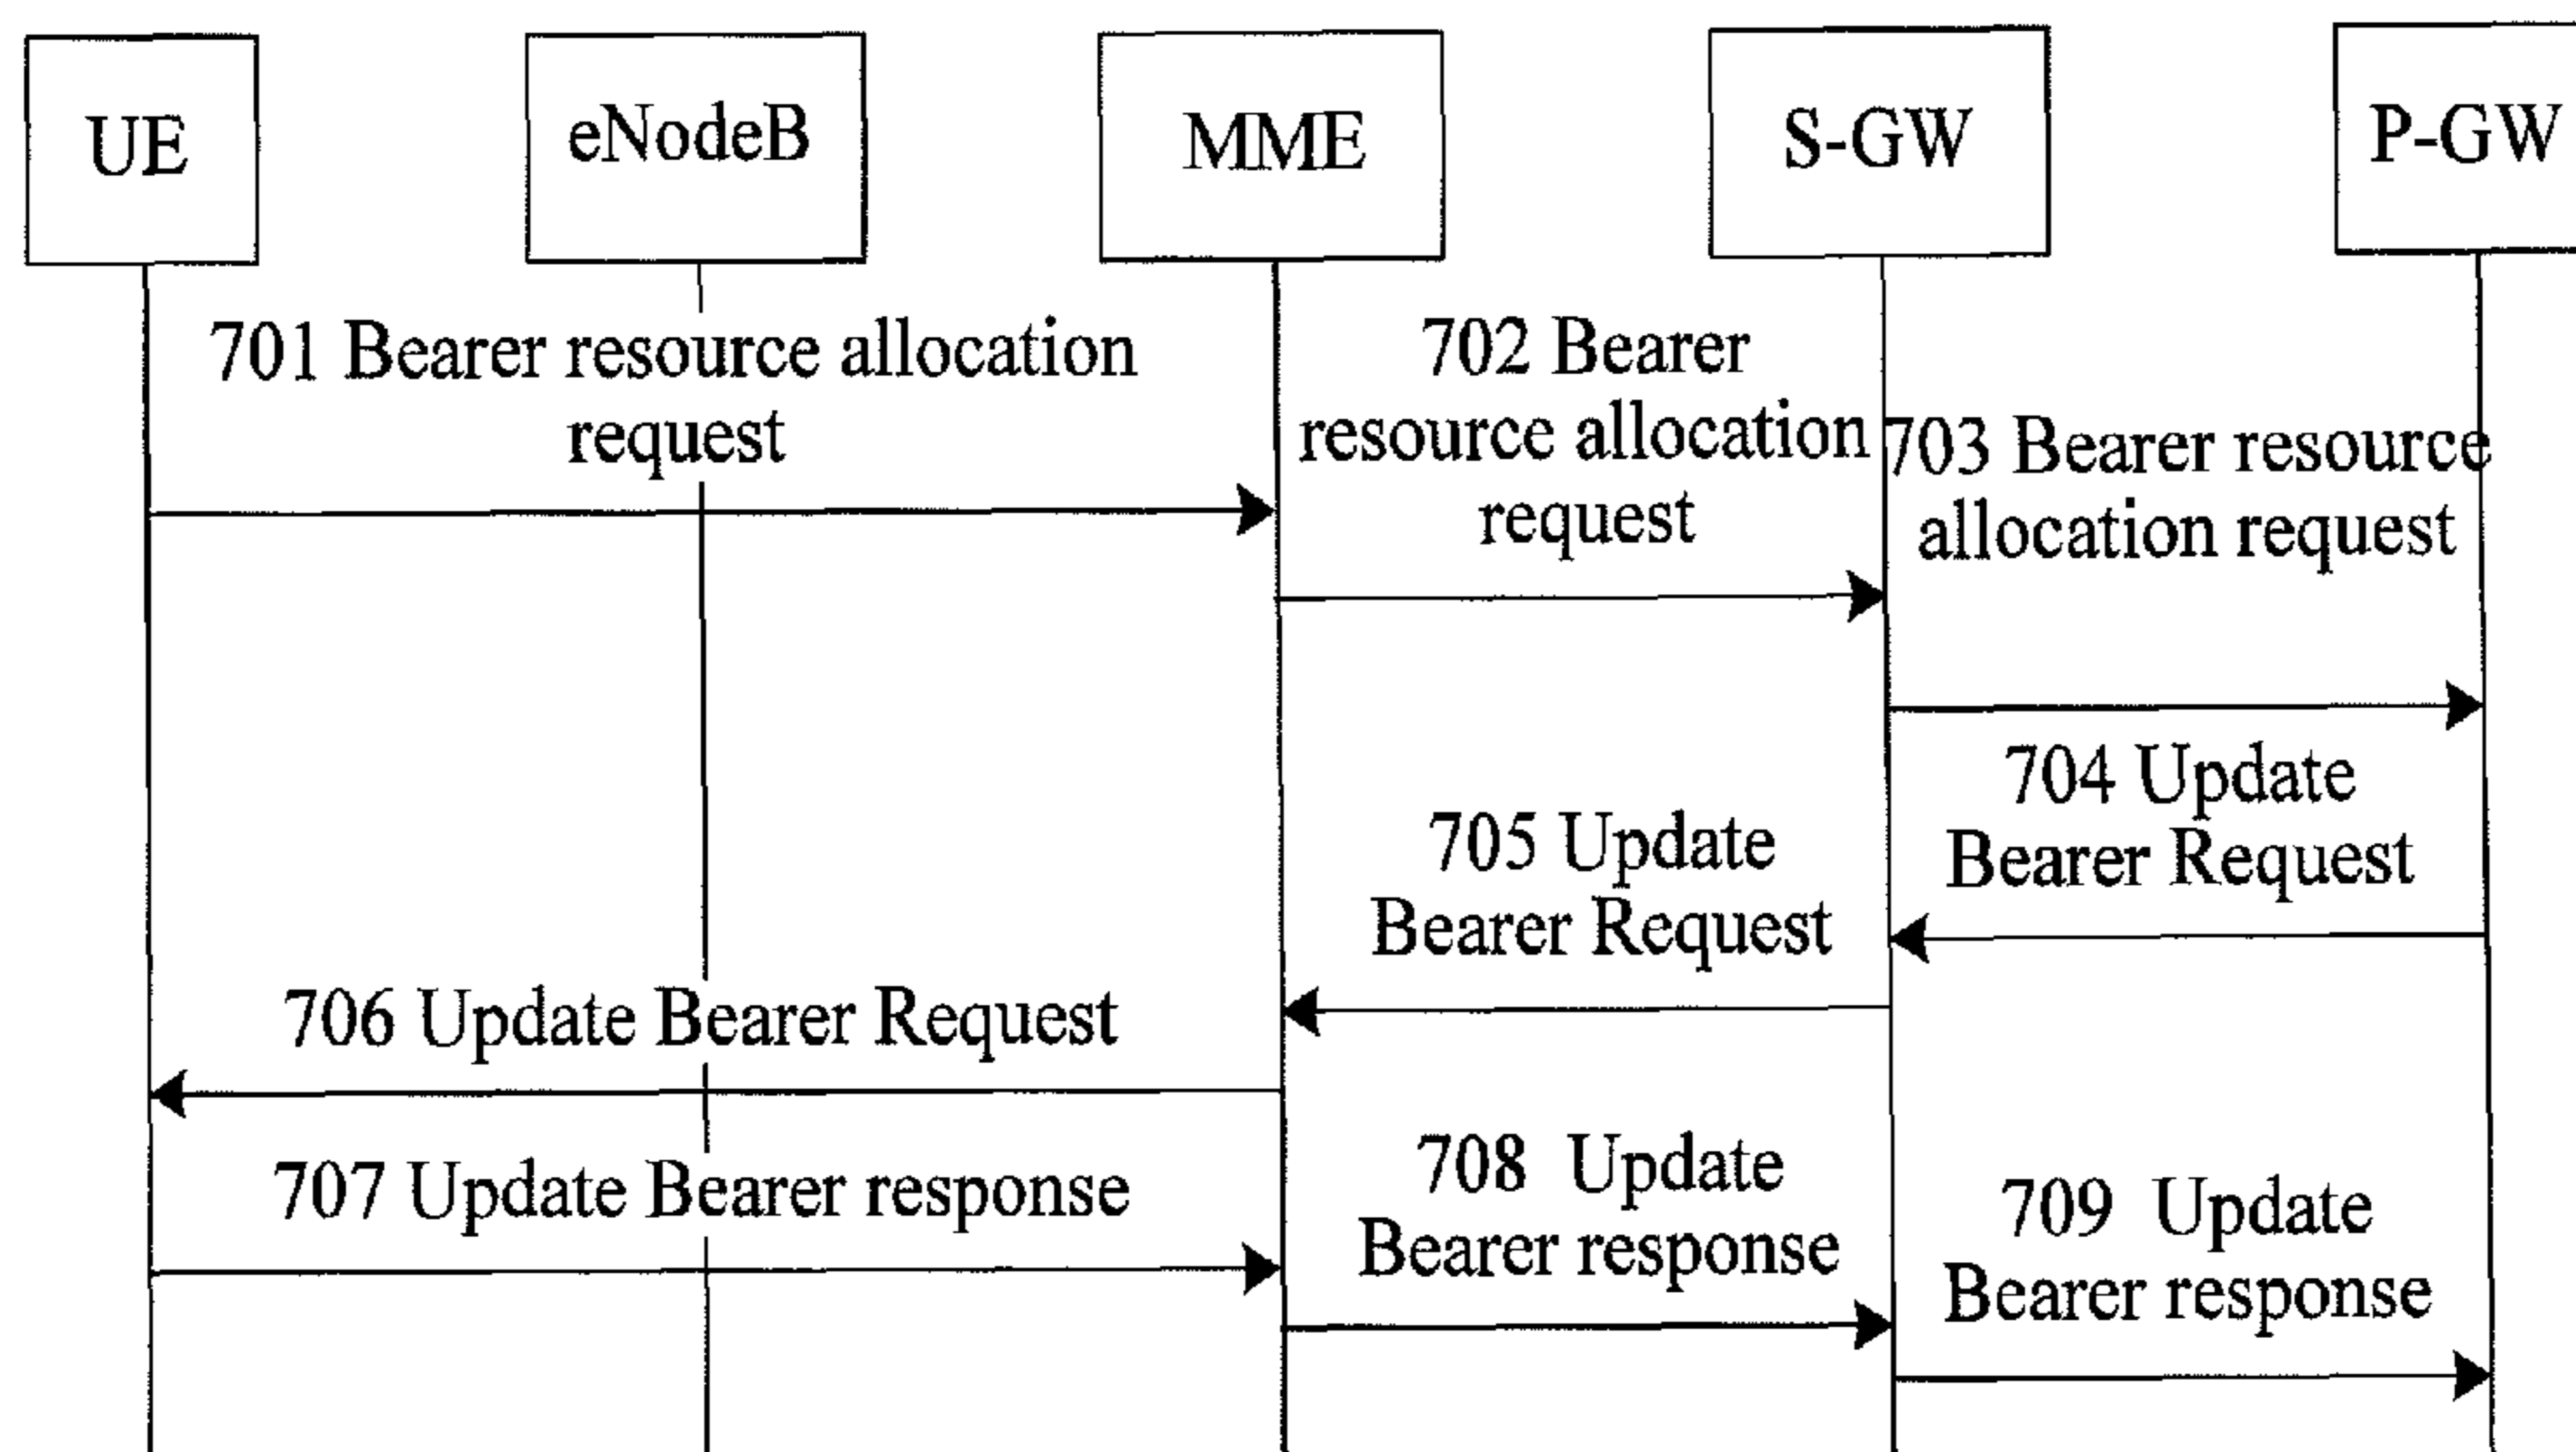 UE
eNodeB
MME
S-GW
P-GW
701 Bearer resource allocation
request
702 Bearer
resource allocation
request
703 Bearer resource
allocation request
704 Update
Bearer Request
705 Update
Bearer Request
706 Update Bearer Request
707 Update Bearer response
708 Update
Bearer response
709 Update
Bearer response